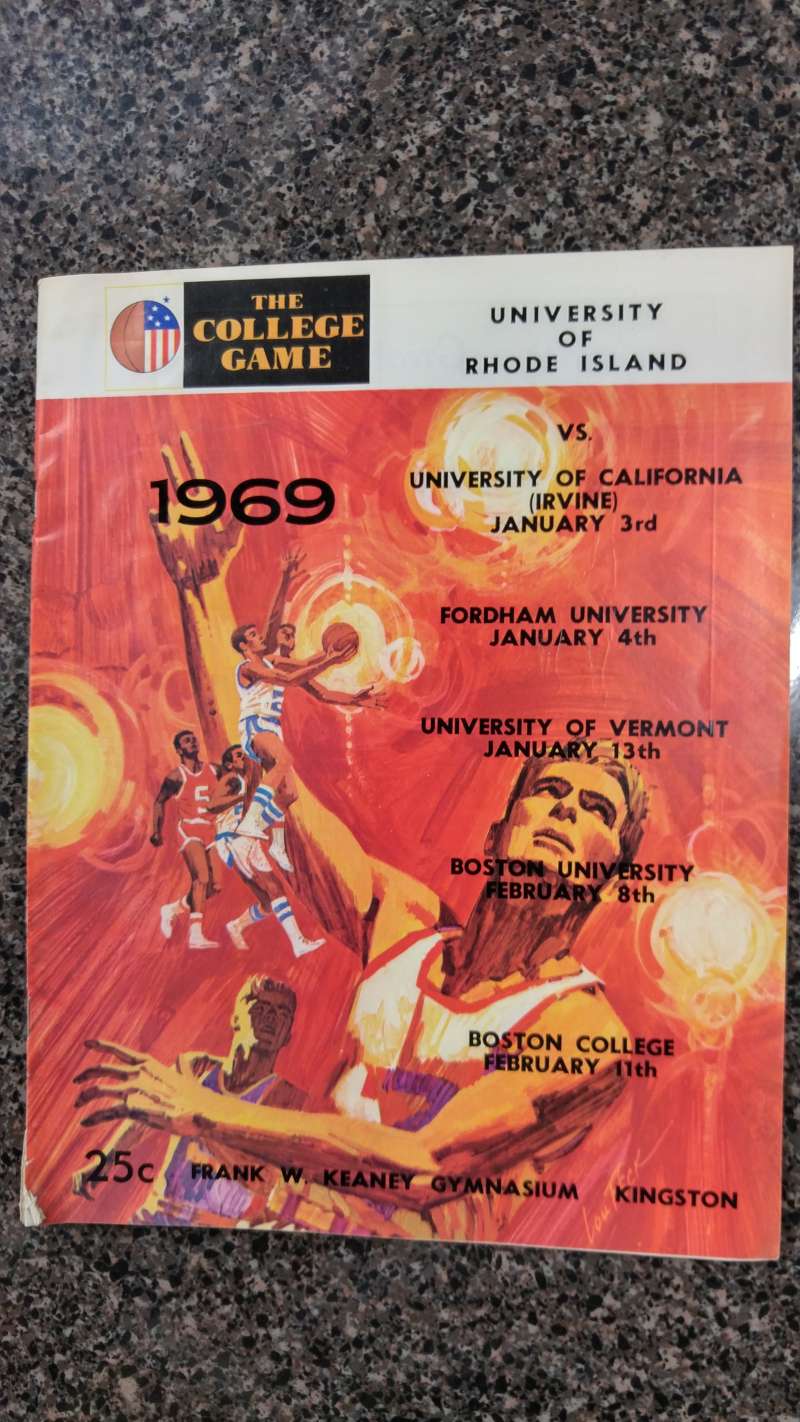 THE
COLLEGE
GAME
UNIVERSITY
OF
RHODE ISLAND
VS.
1969
UNIVERSITY OF CALIFORNIA
(IRVINE)
JANUARY 3rd
FORDHAM UNIVERSITY
JANUARY 4th
UNIVERSITY OF VERMONT
JANUARY 13th
5
BOSTON UNIVERSITY
FEBRUARY 8th
BOSTON COLLEGE
FEBRUARY 11th
25c FRANK W. KEANEY GYMNASIUM KINGSTON